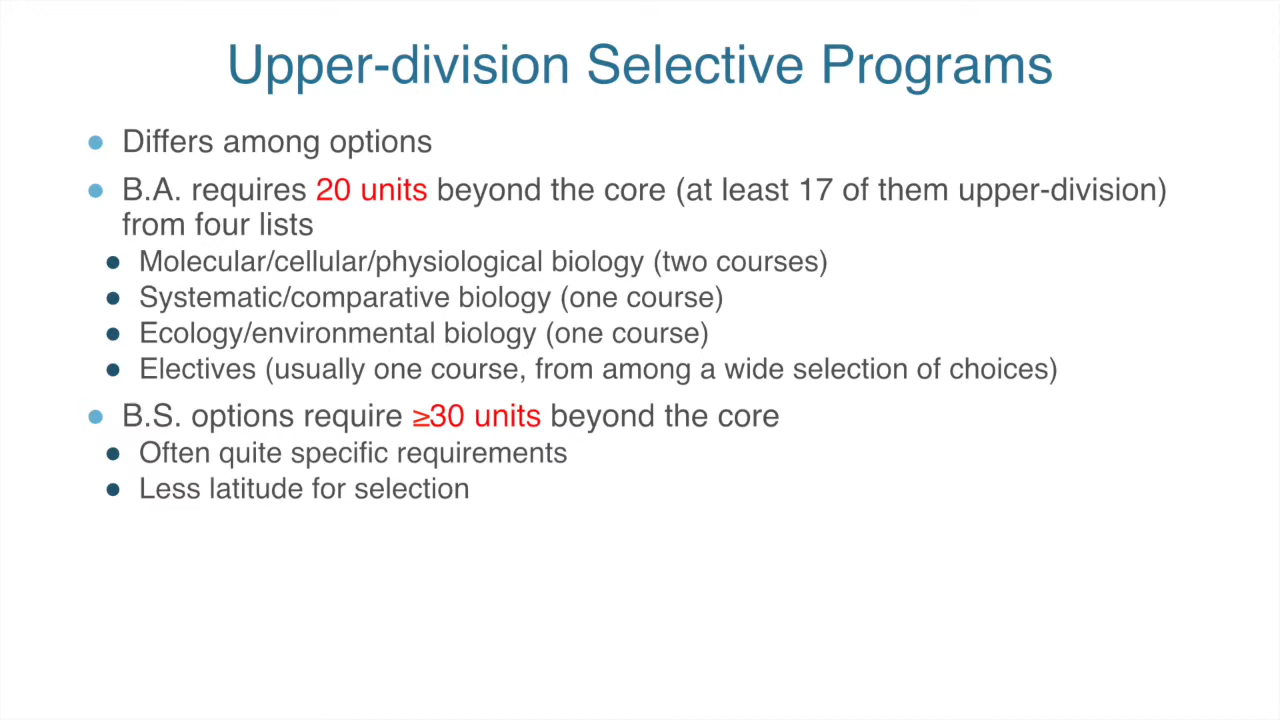 Upper-division Selective Programs
● Differs among options
● B.A. requires 20 units beyond the core (at least 17 of them upper-division)
from four lists
● Molecular/cellular/physiological biology (two courses)
● Systematic/comparative biology (one course)
● Ecology/environmental biology (one course)
● Electives (usually one course, from among a wide selection of choices)
● B.S. options require ≥30 units beyond the core
● Often quite specific requirements
● Less latitude for selection